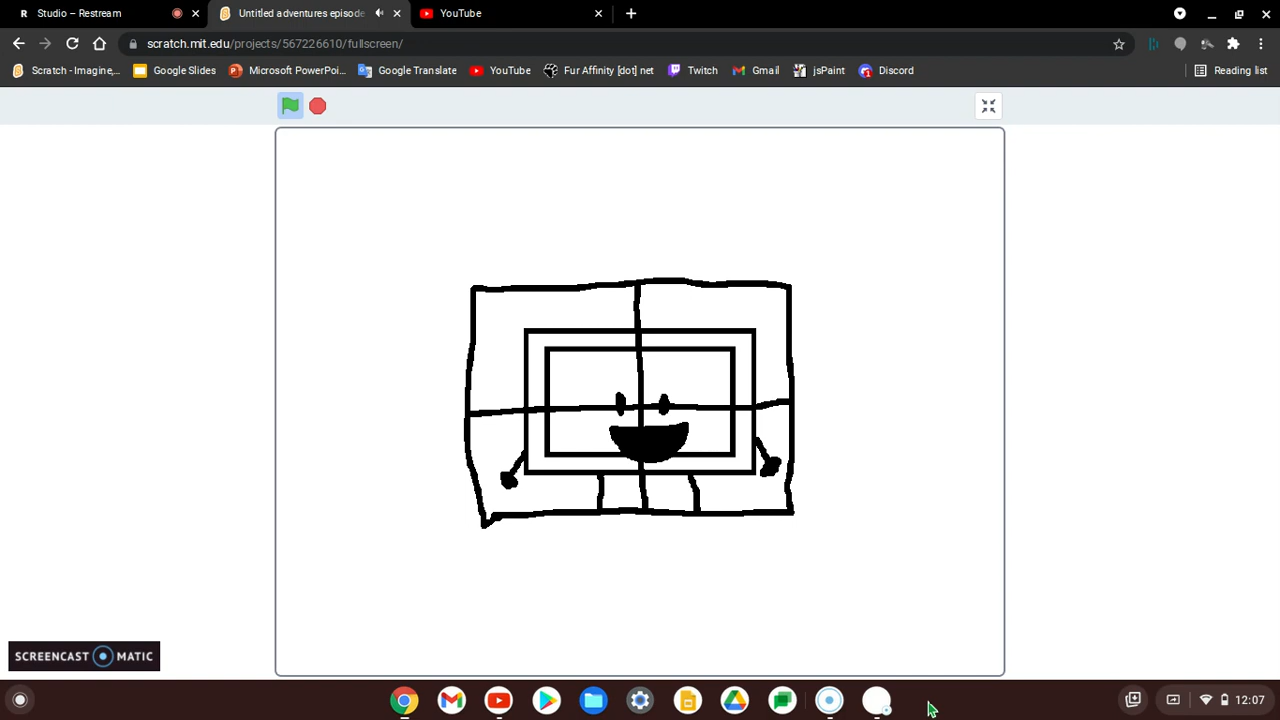 R Studio – Restream
Untitled adventures episode
YouTube
scratch.mit.edu/projects/567226610/fullscreen/
Scratch - Imagine,...
Google Slides
Microsoft PowerPoi...
Google Translate
YouTube
Fur Affinity [dot] net
Twitch
Gmail
jsPaint
Discord
Reading list
SCREENCAST MATIC
12:07